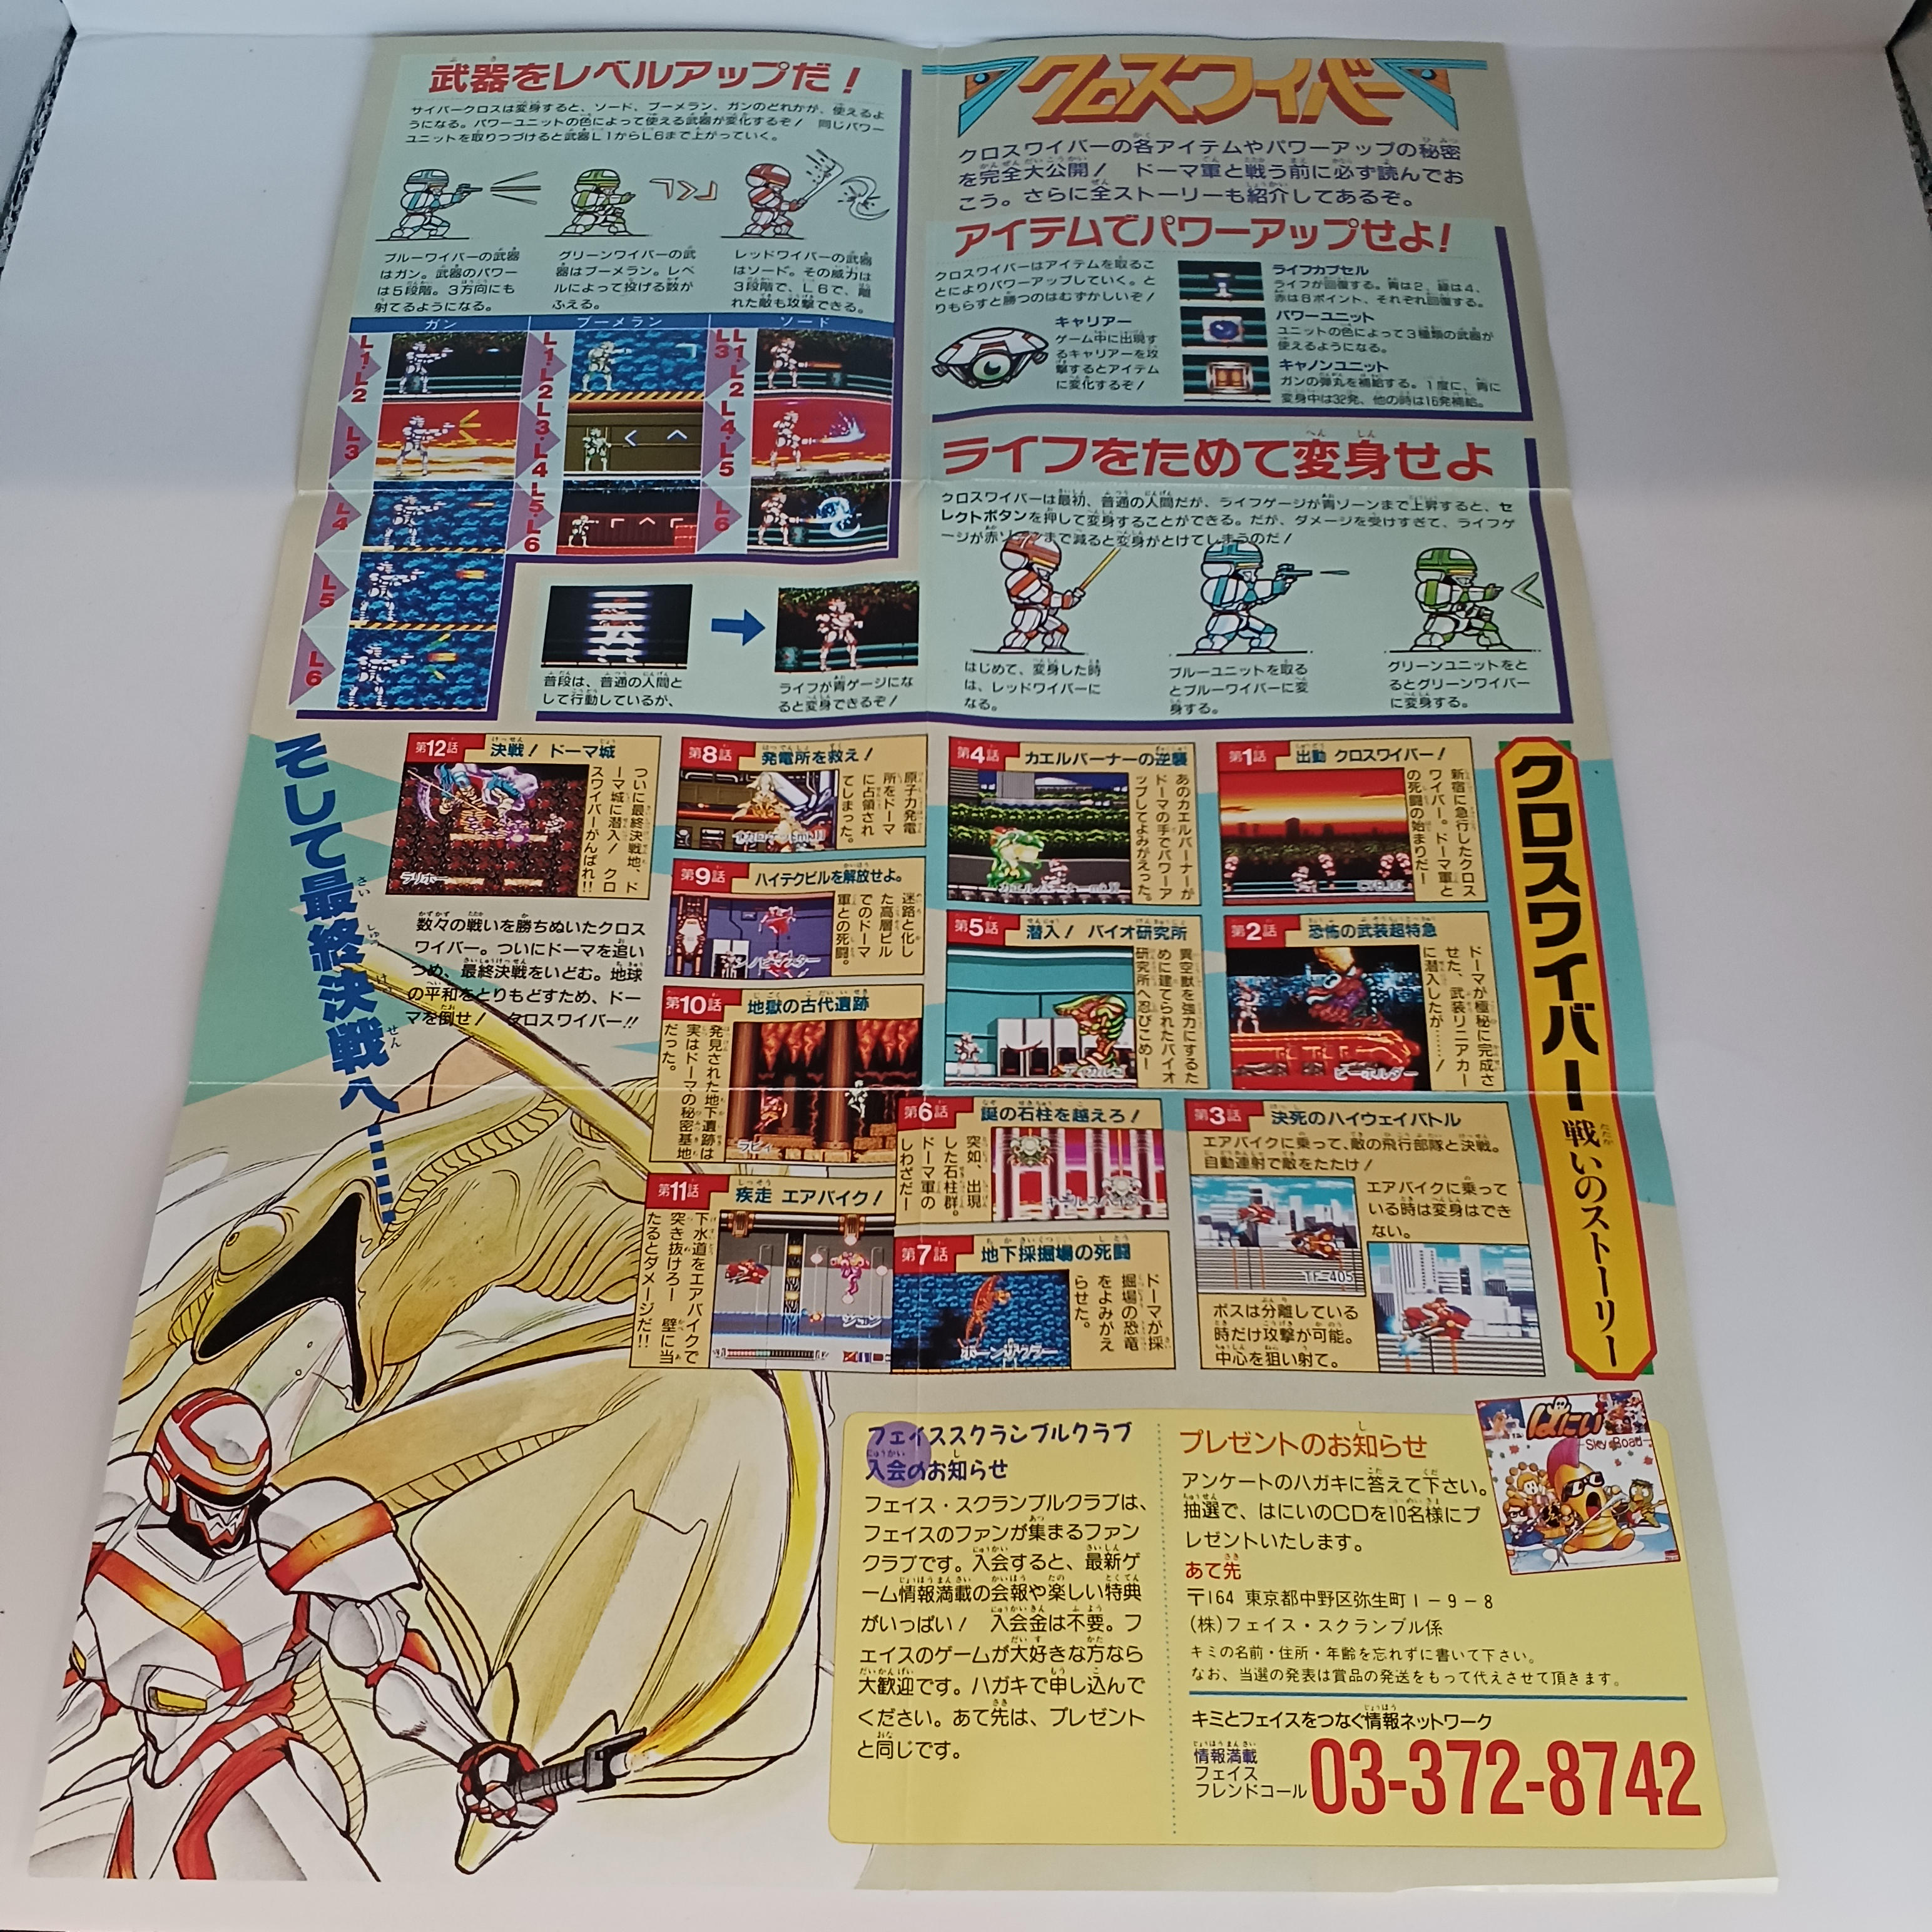 クロスワイバー
クロスワイバーの各アイテムやパワーアップの秘密
を完全大公開! ドーマ軍と戦う前に必ず読んでお
こう。さらに全ストーリーも紹介してあるぞ。
アイテムでパワーアップせよ!
クロスワイバーはアイテムを取るこ
とによりパワーアップしていく。と
りもらすと勝つのはむずかしいぞ!
キャリアー
ゲーム中に出現す
るキャリアーを攻
撃するとアイテム
に変化するぞ!
ライフカプセル
ライフが回復する。青は2、緑は4、
赤は8ポイント、それぞれ回復する。
パワーユニット
ユニットの色によって3種類の武器が
使えるようになる。
キャノンユニット
ガンの弾丸を補給する。1度に、青に
変身中は32発、他の時は16発補給。
ライフをためて変身せよ
クロスワイバーは最初、普通の人間だが、ライフゲージが青ゾーンまで上昇すると、セ
レクトボタンを押して変身することができる。だが、ダメージを受けすぎて、ライフゲ
ージが赤ゾーンまで減ると変身がとけてしまうのだ!
はじめて、変身した時
は、レッドワイバーに
なる。
ブルーユニットを取る
とブルーワイバーに変
身する。
グリーンユニットをと
るとグリーンワイバー
に変身する。
普段は、普通の人間と
して行動しているが、
ライフが青ゲージにな
ると変身できるぞ!
武器をレベルアップだ!
サイバークロスは変身すると、ソード、ブーメラン、ガンのどれかが、使えるよ
うになる。パワーユニットの色によって使える武器が変化するぞ! 同じパワー
ユニットを取りつづけると武器L1からL6まで上がっていく。
ブルーワイバーの武器
はガン。武器のパワー
は5段階。3方向にも
射てるようになる。
グリーンワイバーの武
器はブーメラン。レベ
ルによって投げる数が
ふえる。
レッドワイバーの武器
はソード。その威力は
3段階で、L6で、離
れた敵も攻撃できる。
ガン
ブーメラン
ソード
L1・L2
L3
L4
L5
L6
L1・L2
L3・L4
L5・L6
L1・L2
L3
L4・L5
L6
クロスワイバー 戦いのストーリー
第1話 出動 クロスワイバー!
新宿に急行したクロス
ワイバー。ドーマ軍と
の死闘の始まりだ!
第2話 恐怖の武装超特急
ドーマが極秘に完成さ
せた、武装リニアカー
に潜入したが……!
ビーホルダー
第3話 決死のハイウェイバトル
エアバイクに乗って、敵の飛行部隊と決戦。
自動連射で敵をたたけ!
エアバイクに乗って
いる時は変身はでき
ない。
TF-405
ボスは分離している
時だけ攻撃が可能。
中心を狙い射て。
第4話 カエルバーナーの逆襲
あのカエルバーナーが
ドーマの手でパワーア
ップしてよみがえった。
カエルバーナーmkII
第5話 潜入! バイオ研究所
異空獣を強力にするた
めに建てられたバイオ
研究所へ忍びこめー
第6話 謎の石柱を越えろ!
突如、出現
した石柱群。
ドーマ軍の
しわざだー
第7話 地下採掘場の死闘
ドーマが採
掘場の恐竜
をよみがえ
らせた。
第8話 発電所を救え!
原子力発電
所をドーマ
に占領され
てしまった。
第9話 ハイテクビルを解放せよ。
迷路と化し
た高層ビル
でのドーマ
軍との死闘。
第10話 地獄の古代遺跡
発見された地下遺跡は
実はドーマの秘密基地
だった。
ラビィ
第11話 疾走 エアバイク!
下水道をエアバイクで
突き抜けろー 壁に当
たるとダメージだ!!
第12話 決戦! ドーマ城
ついに最終決戦地、ド
ーマ城に潜入! クロ
スワイバーがんばれ!!
ラリホー
そして最終決戦へ……
数々の戦いを勝ちぬいたクロス
ワイバー。ついにドーマを追い
つめ、最終決戦をいどむ。地球
の平和をとりもどすため、ドー
マを倒せ! クロスワイバー!!
フェイススクランブルクラブ
入会のお知らせ
フェイス・スクランブルクラブは、
フェイスのファンが集まるファン
クラブです。入会すると、最新ゲ
ーム情報満載の会報や楽しい特典
がいっぱい! 入会金は不要。フ
ェイスのゲームが大好きな方なら
大歓迎です。ハガキで申し込んで
ください。あて先は、プレゼント
と同じです。
プレゼントのお知らせ
アンケートのハガキに答えて下さい。
抽選で、はにいのCDを10名様にプ
レゼントいたします。
あて先
〒164 東京都中野区弥生町1-9-8
(株)フェイス・スクランブル係
キミの名前・住所・年齢を忘れずに書いて下さい。
なお、当選の発表は賞品の発送をもって代えさせて頂きます。
はにい
Sky Road
キミとフェイスをつなぐ情報ネットワーク
情報満載
フェイス
フレンドコール
03-372-8742